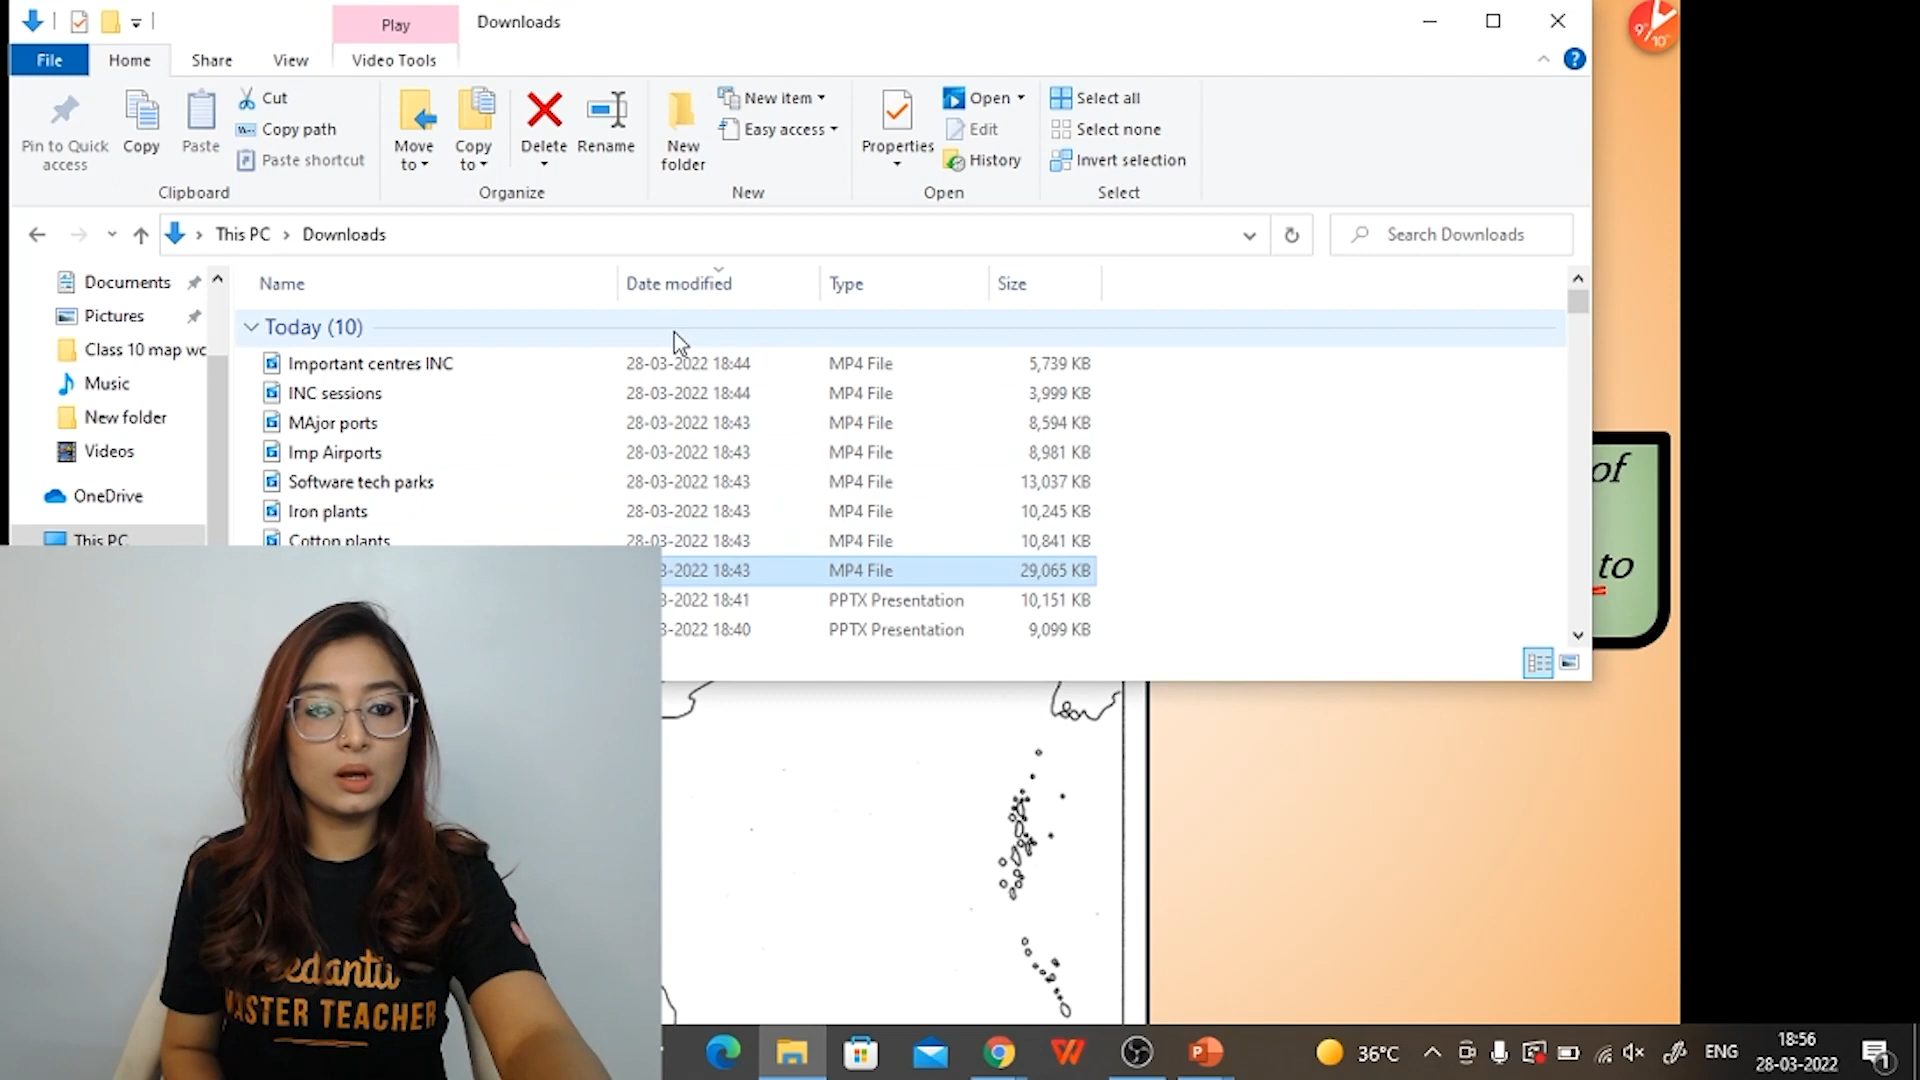 Play
Downloads
File
Home
Share
View
Video Tools
Pin to Quick access
Copy
Paste
Cut
Copy path
Paste shortcut
Clipboard
Move to
Copy to
Delete
Rename
Organize
New folder
New item
Easy access
New
Properties
Open
Edit
History
Open
Select all
Select none
Invert selection
Select
This PC > Downloads
Search Downloads
Documents
Pictures
Class 10 map wc
Music
New folder
Videos
OneDrive
This PC
Name Date modified Type Size
Today (10)
Important centres INC 28-03-2022 18:44 MP4 File 5,739 KB
INC sessions 28-03-2022 18:44 MP4 File 3,999 KB
MAjor ports 28-03-2022 18:43 MP4 File 8,594 KB
Imp Airports 28-03-2022 18:43 MP4 File 8,981 KB
Software tech parks 28-03-2022 18:43 MP4 File 13,037 KB
Iron plants 28-03-2022 18:43 MP4 File 10,245 KB
Cotton plants 28-03-2022 18:43 MP4 File 10,841 KB
3-2022 18:43 MP4 File 29,065 KB
3-2022 18:41 PPTX Presentation 10,151 KB
3-2022 18:40 PPTX Presentation 9,099 KB
of
to
9th 10th
edantu
MASTER TEACHER
36°C
ENG
18:56
28-03-2022
1